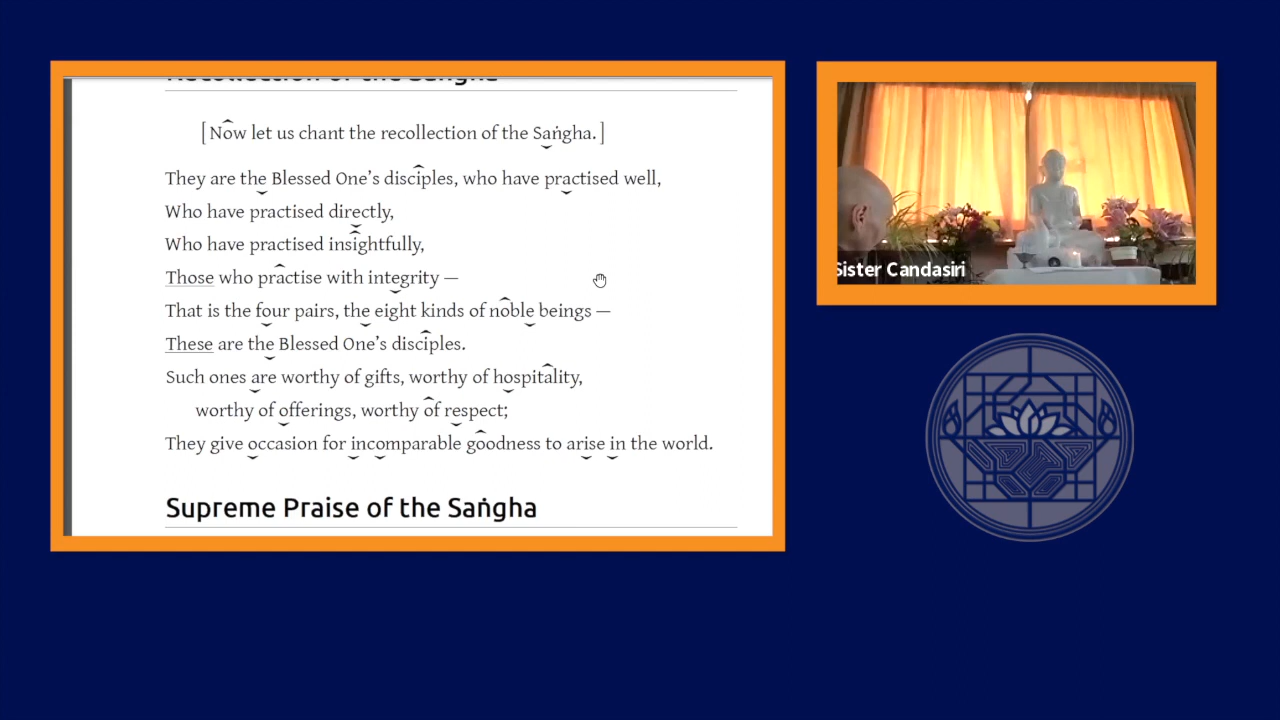 Recollection of the Saṅgha
[Now let us chant the recollection of the Saṅgha.]
They are the Blessed One’s disciples, who have practised well,
Who have practised directly,
Who have practised insightfully,
Those who practise with integrity —
That is the four pairs, the eight kinds of noble beings —
These are the Blessed One’s disciples.
Such ones are worthy of gifts, worthy of hospitality,
worthy of offerings, worthy of respect;
They give occasion for incomparable goodness to arise in the world.
Supreme Praise of the Saṅgha
Sister Candasiri